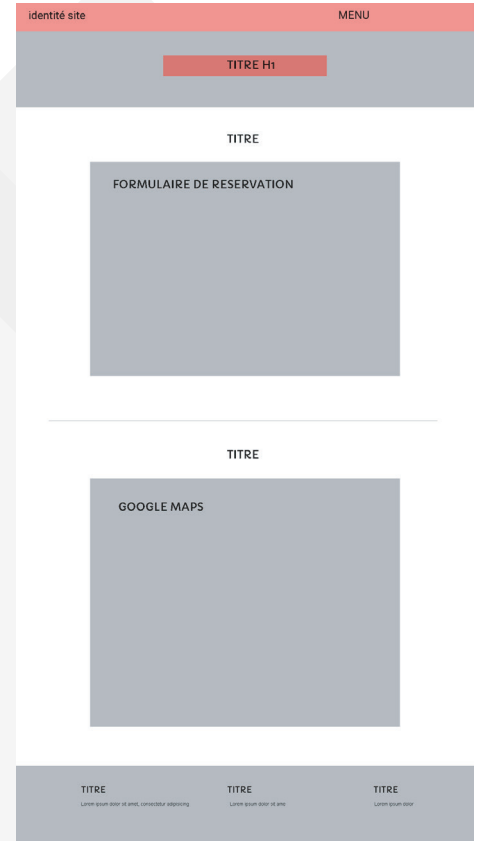 identité site MENU
TITRE H1
TITRE
FORMULAIRE DE RESERVATION
TITRE
GOOGLE MAPS
TITRE TITRE TITRE
Lorem ipsum dolor sit amet, consectetur adipiscing Lorem ipsum dolor sit ame Lorem ipsum dolor